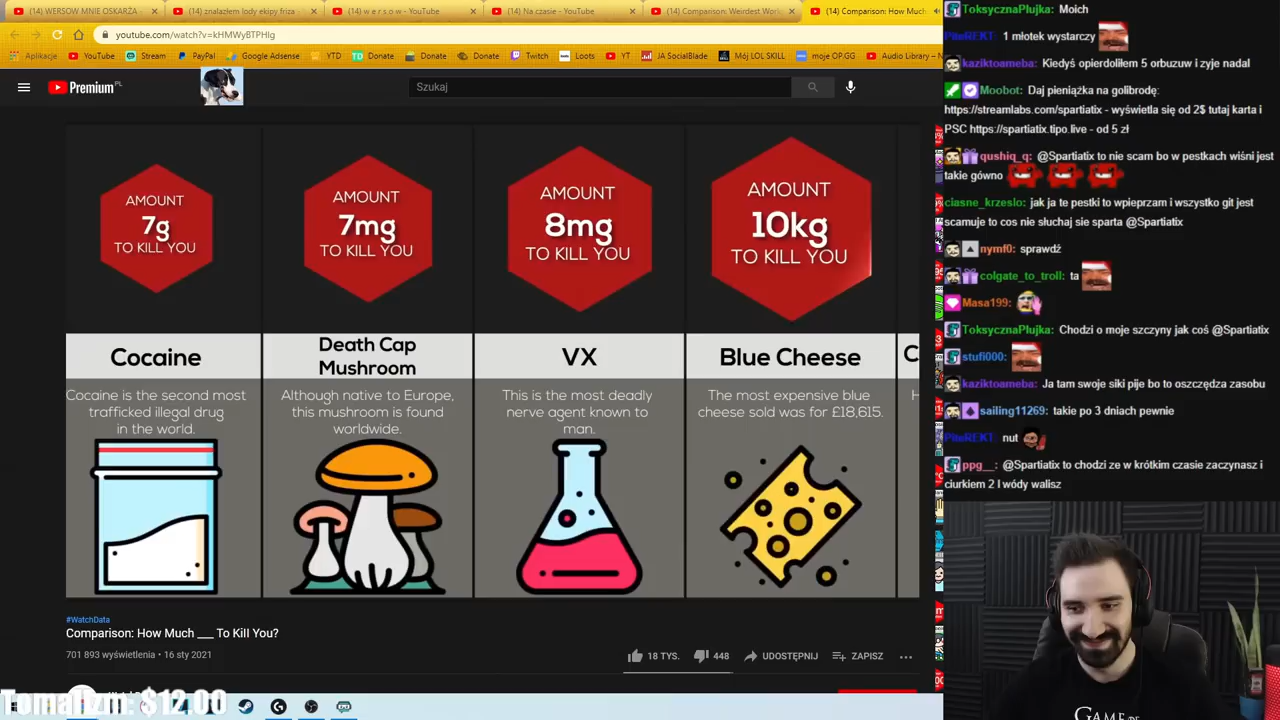 (14) WERSOW MNIE OSKARŻA -
(14) znalazłem lody ekipy friza -
(14) w e r s o w - YouTube
(14) Na czasie - YouTube
(14) Comparison: Weirdest Work
(14) Comparison: How Much
youtube.com/watch?v=kHMWyBTPHlg
Aplikacje YouTube Stream PayPal Google Adsense YTD Donate Donate Donate Twitch Loots YT JA SocialBlade Mój LOL SKILL moje OP.GG Audio Library
Premium PL
Szukaj
AMOUNT
7g
TO KILL YOU
AMOUNT
7mg
TO KILL YOU
AMOUNT
8mg
TO KILL YOU
AMOUNT
10kg
TO KILL YOU
Cocaine
Cocaine is the second most
trafficked illegal drug
in the world.
Death Cap
Mushroom
Although native to Europe,
this mushroom is found
worldwide.
VX
This is the most deadly
nerve agent known to
man.
Blue Cheese
The most expensive blue
cheese sold was for £18,615.
#WatchData
Comparison: How Much ___ To Kill You?
701 893 wyświetlenia • 16 sty 2021
18 TYS. 448 UDOSTĘPNIJ ZAPISZ
$12.00
ToksycznaPlujka: Moich
PiteREKT: 1 młotek wystarczy
kaziktoameba: Kiedyś opierdoliłem 5 orbuzuw i zyje nadal
Moobot: Daj pieniążka na golibrodę:
https://streamlabs.com/spartiatix - wyświetla się od 2$ tutaj karta i
PSC https://spartiatix.tipo.live - od 5 zł
qushiq_q: @Spartiatix to nie scam bo w pestkach wiśni jest
takie gówno
ciasne_krzeslo: jak ja te pestki to wpieprzam i wszystko git jest
scamuje to cos nie słuchaj sie sparta @Spartiatix
nymf0: sprawdź
colgate_to_troll: ta
Masa199:
ToksycznaPlujka: Chodzi o moje szczyny jak coś @Spartiatix
stufi000:
kaziktoameba: Ja tam swoje siki pije bo to oszczędza zasobu
sailing11269: takie po 3 dniach pewnie
PiteREKT: nut
ppg__: @Spartiatix to chodzi ze w krótkim czasie zaczynasz i
ciurkiem 2 l wódy walisz
GAME OF